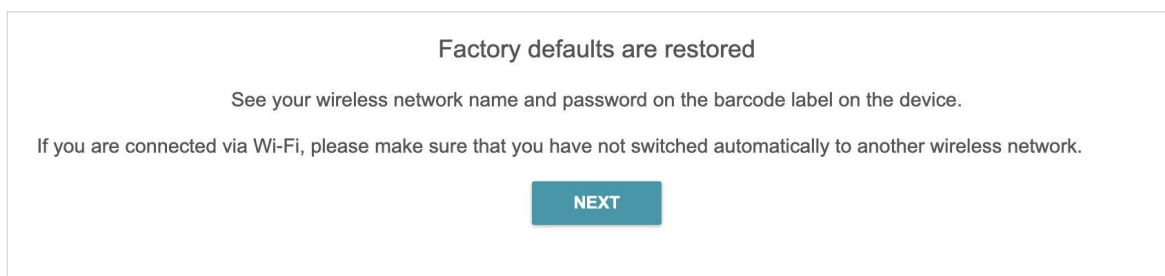 Factory defaults are restored
See your wireless network name and password on the barcode label on the device.
If you are connected via Wi-Fi, please make sure that you have not switched automatically to another wireless network.
NEXT